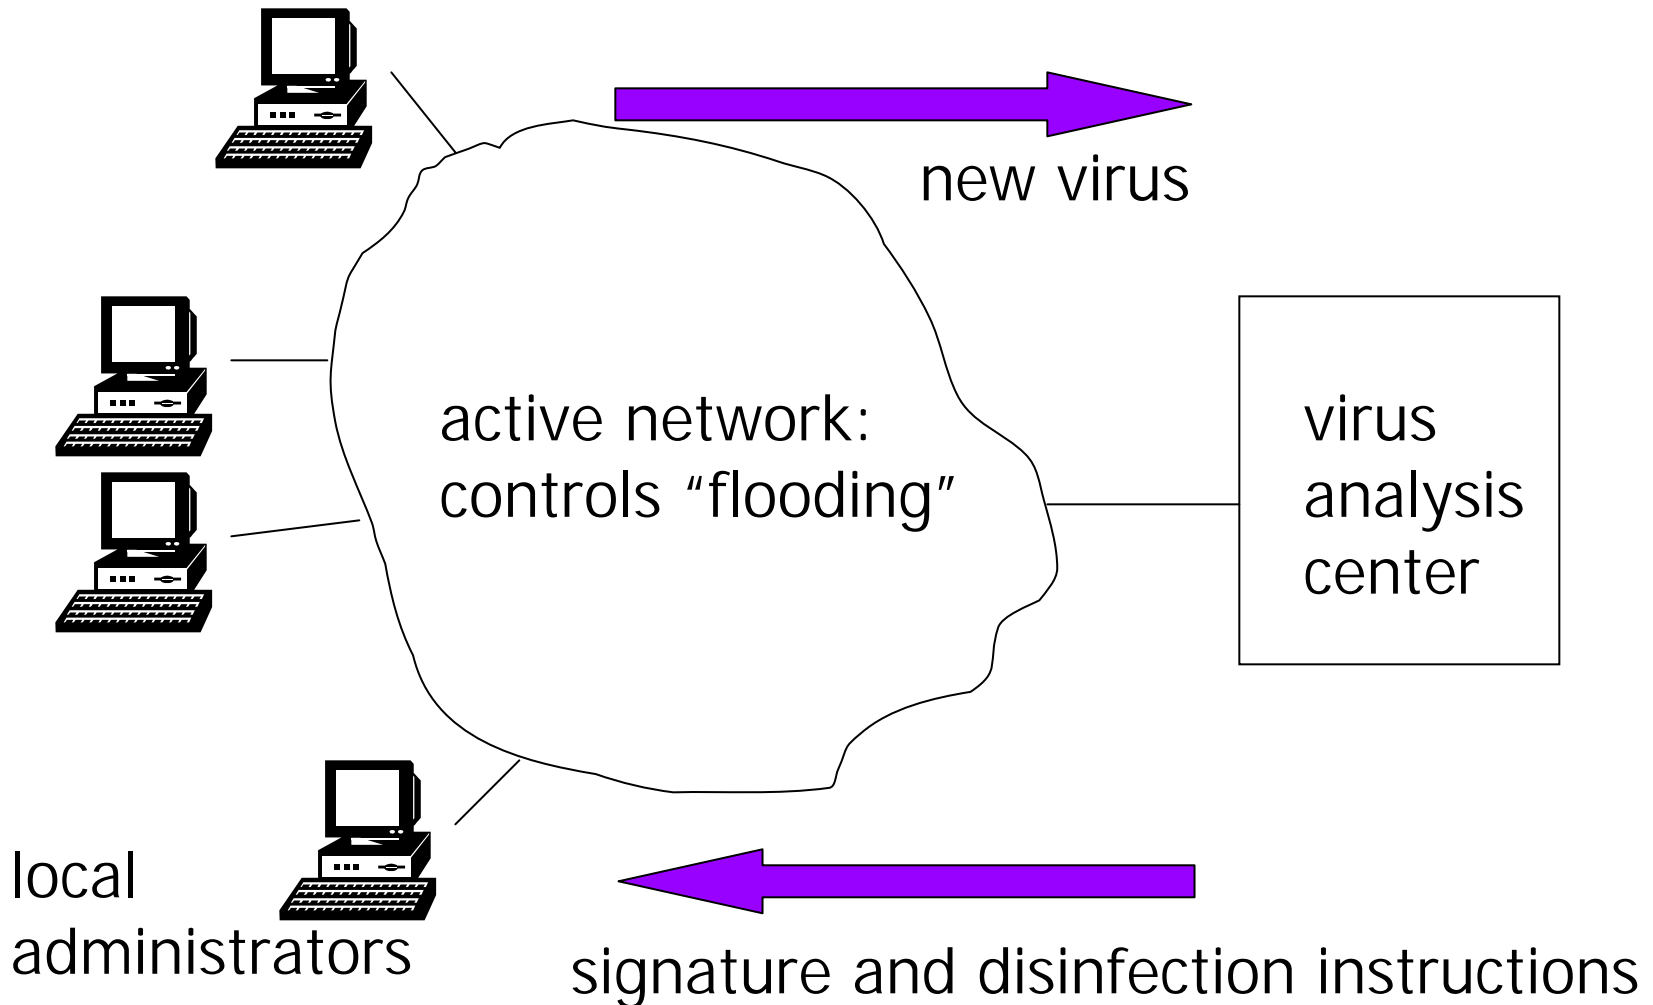 new virus
active network:
controls “flooding”
virus
analysis
center
local
administrators
signature and disinfection instructions